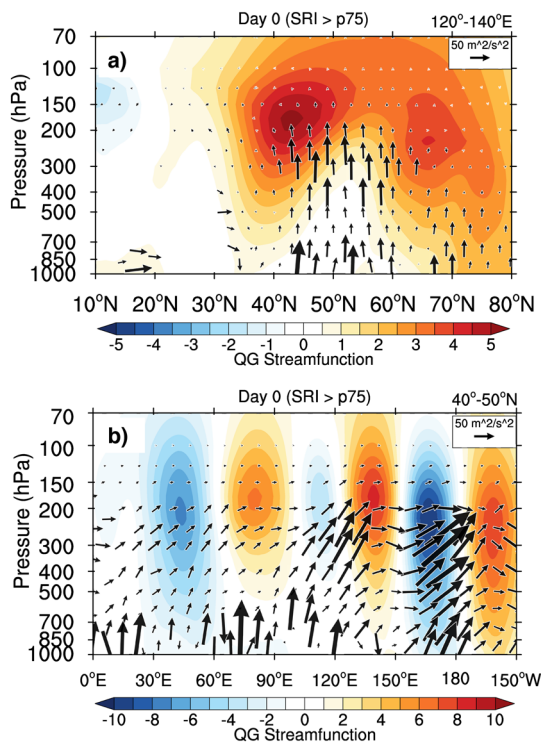 Day 0 (SRI > p75)
120°-140°E
70
100
150
200
300
400
500
700
850
1000
Pressure (hPa)
a)
50 m^2/s^2
10°N 20°N 30°N 40°N 50°N 60°N 70°N 80°N
-5 -4 -3 -2 -1 0 1 2 3 4 5
QG Streamfunction
Day 0 (SRI > p75)
40°-50°N
70
100
150
200
300
400
500
700
850
1000
Pressure (hPa)
b)
50 m^2/s^2
0°E 30°E 60°E 90°E 120°E 150°E 180 150°W
-10 -8 -6 -4 -2 0 2 4 6 8 10
QG Streamfunction